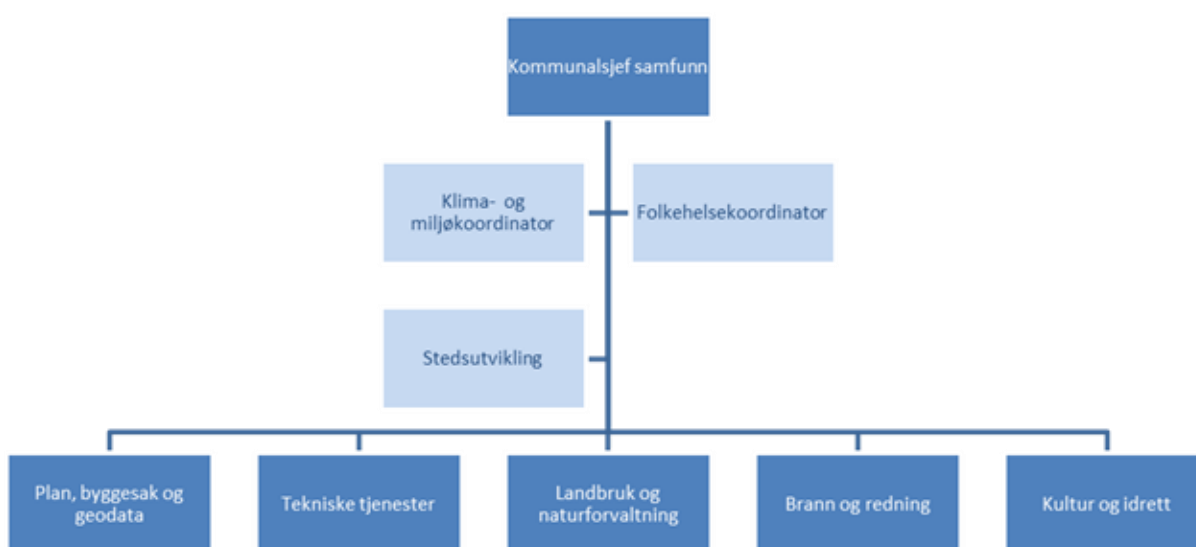 Kommunalsjef samfunn
Klima- og
miljøkoordinator
Folkehelsekoordinator
Stedsutvikling
Plan, byggesak og
geodata
Tekniske tjenester
Landbruk og
naturforvaltning
Brann og redning
Kultur og idrett